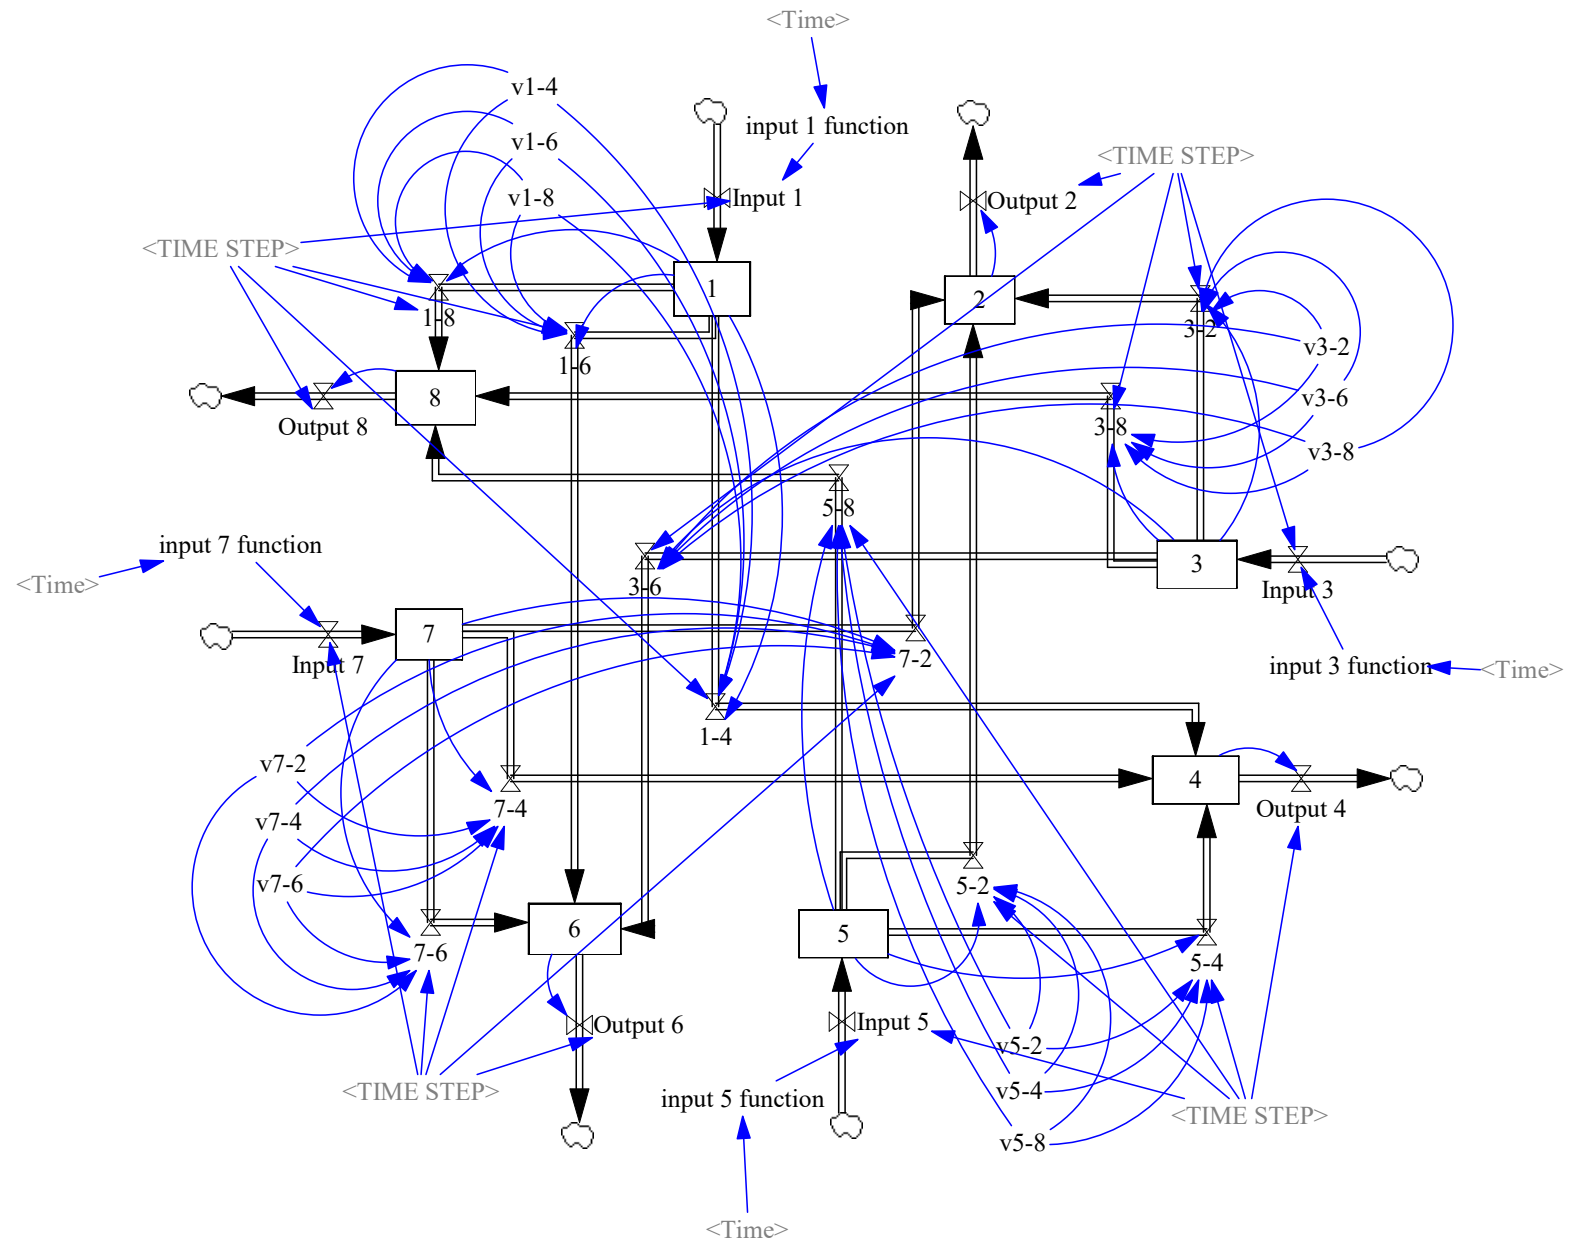 <Time>
v1-4
input 1 function
v1-6
<TIME STEP>
v1-8
Input 1
Output 2
<TIME STEP>
1
2
1-8
3-2
v3-2
1-6
8
v3-6
Output 8
3-8
v3-8
5-8
input 7 function
3
<Time>
3-6
Input 3
7
Input 7
7-2
input 3 function
<Time>
1-4
v7-2
4
7-4
Output 4
v7-4
v7-6
5-2
6
5
7-6
5-4
Output 6
Input 5
v5-2
<TIME STEP>
v5-4
input 5 function
<TIME STEP>
v5-8
<Time>